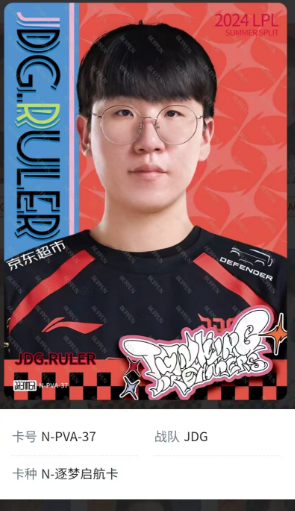 2024 LPL
SUMMER SPLIT
JDG.RULER
京东超市
DEFENDER
JDG.RULER
N-PVA-37
卡号 N-PVA-37
战队 JDG
卡种 N-逐梦启航卡